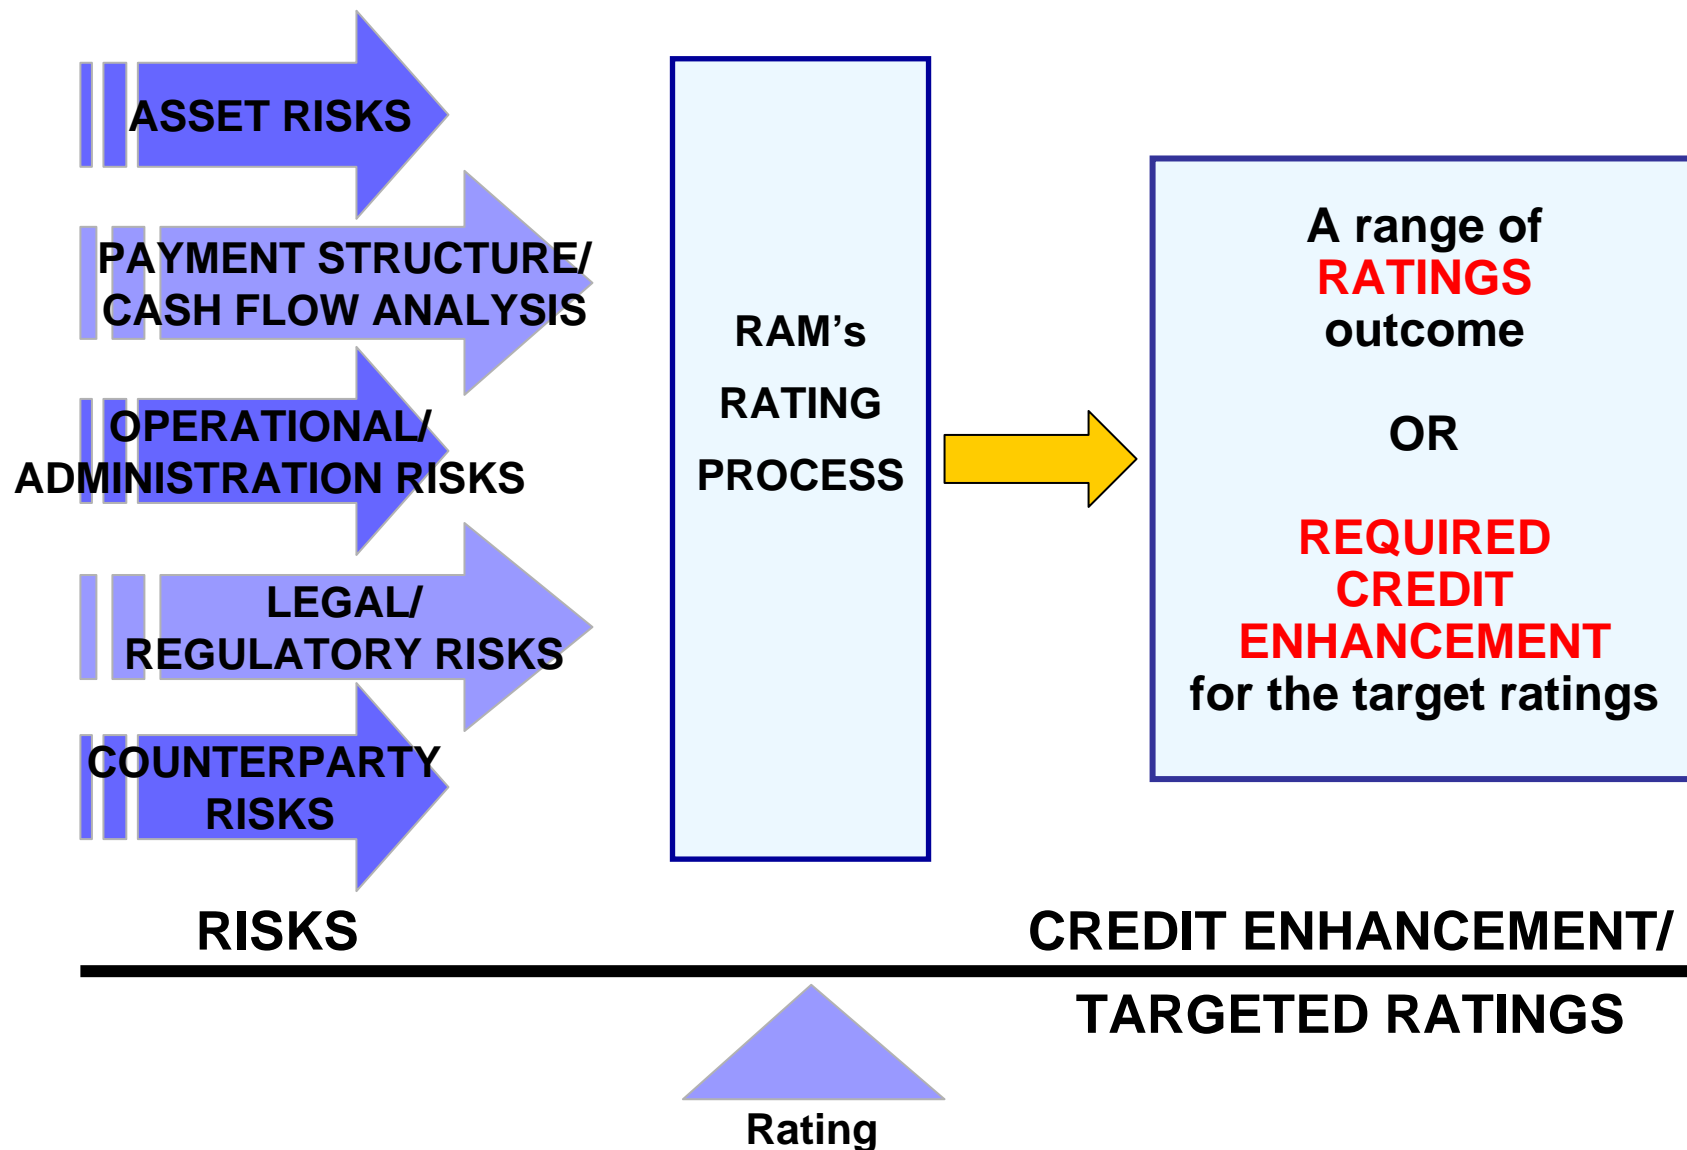 ASSET RISKS
PAYMENT STRUCTURE/
CASH FLOW ANALYSIS
OPERATIONAL/
ADMINISTRATION RISKS
LEGAL/
REGULATORY RISKS
COUNTERPARTY
RISKS
RAM’s
RATING
PROCESS
A range of
RATINGS
outcome
OR
REQUIRED
CREDIT
ENHANCEMENT
for the target ratings
RISKS
CREDIT ENHANCEMENT/
TARGETED RATINGS
Rating